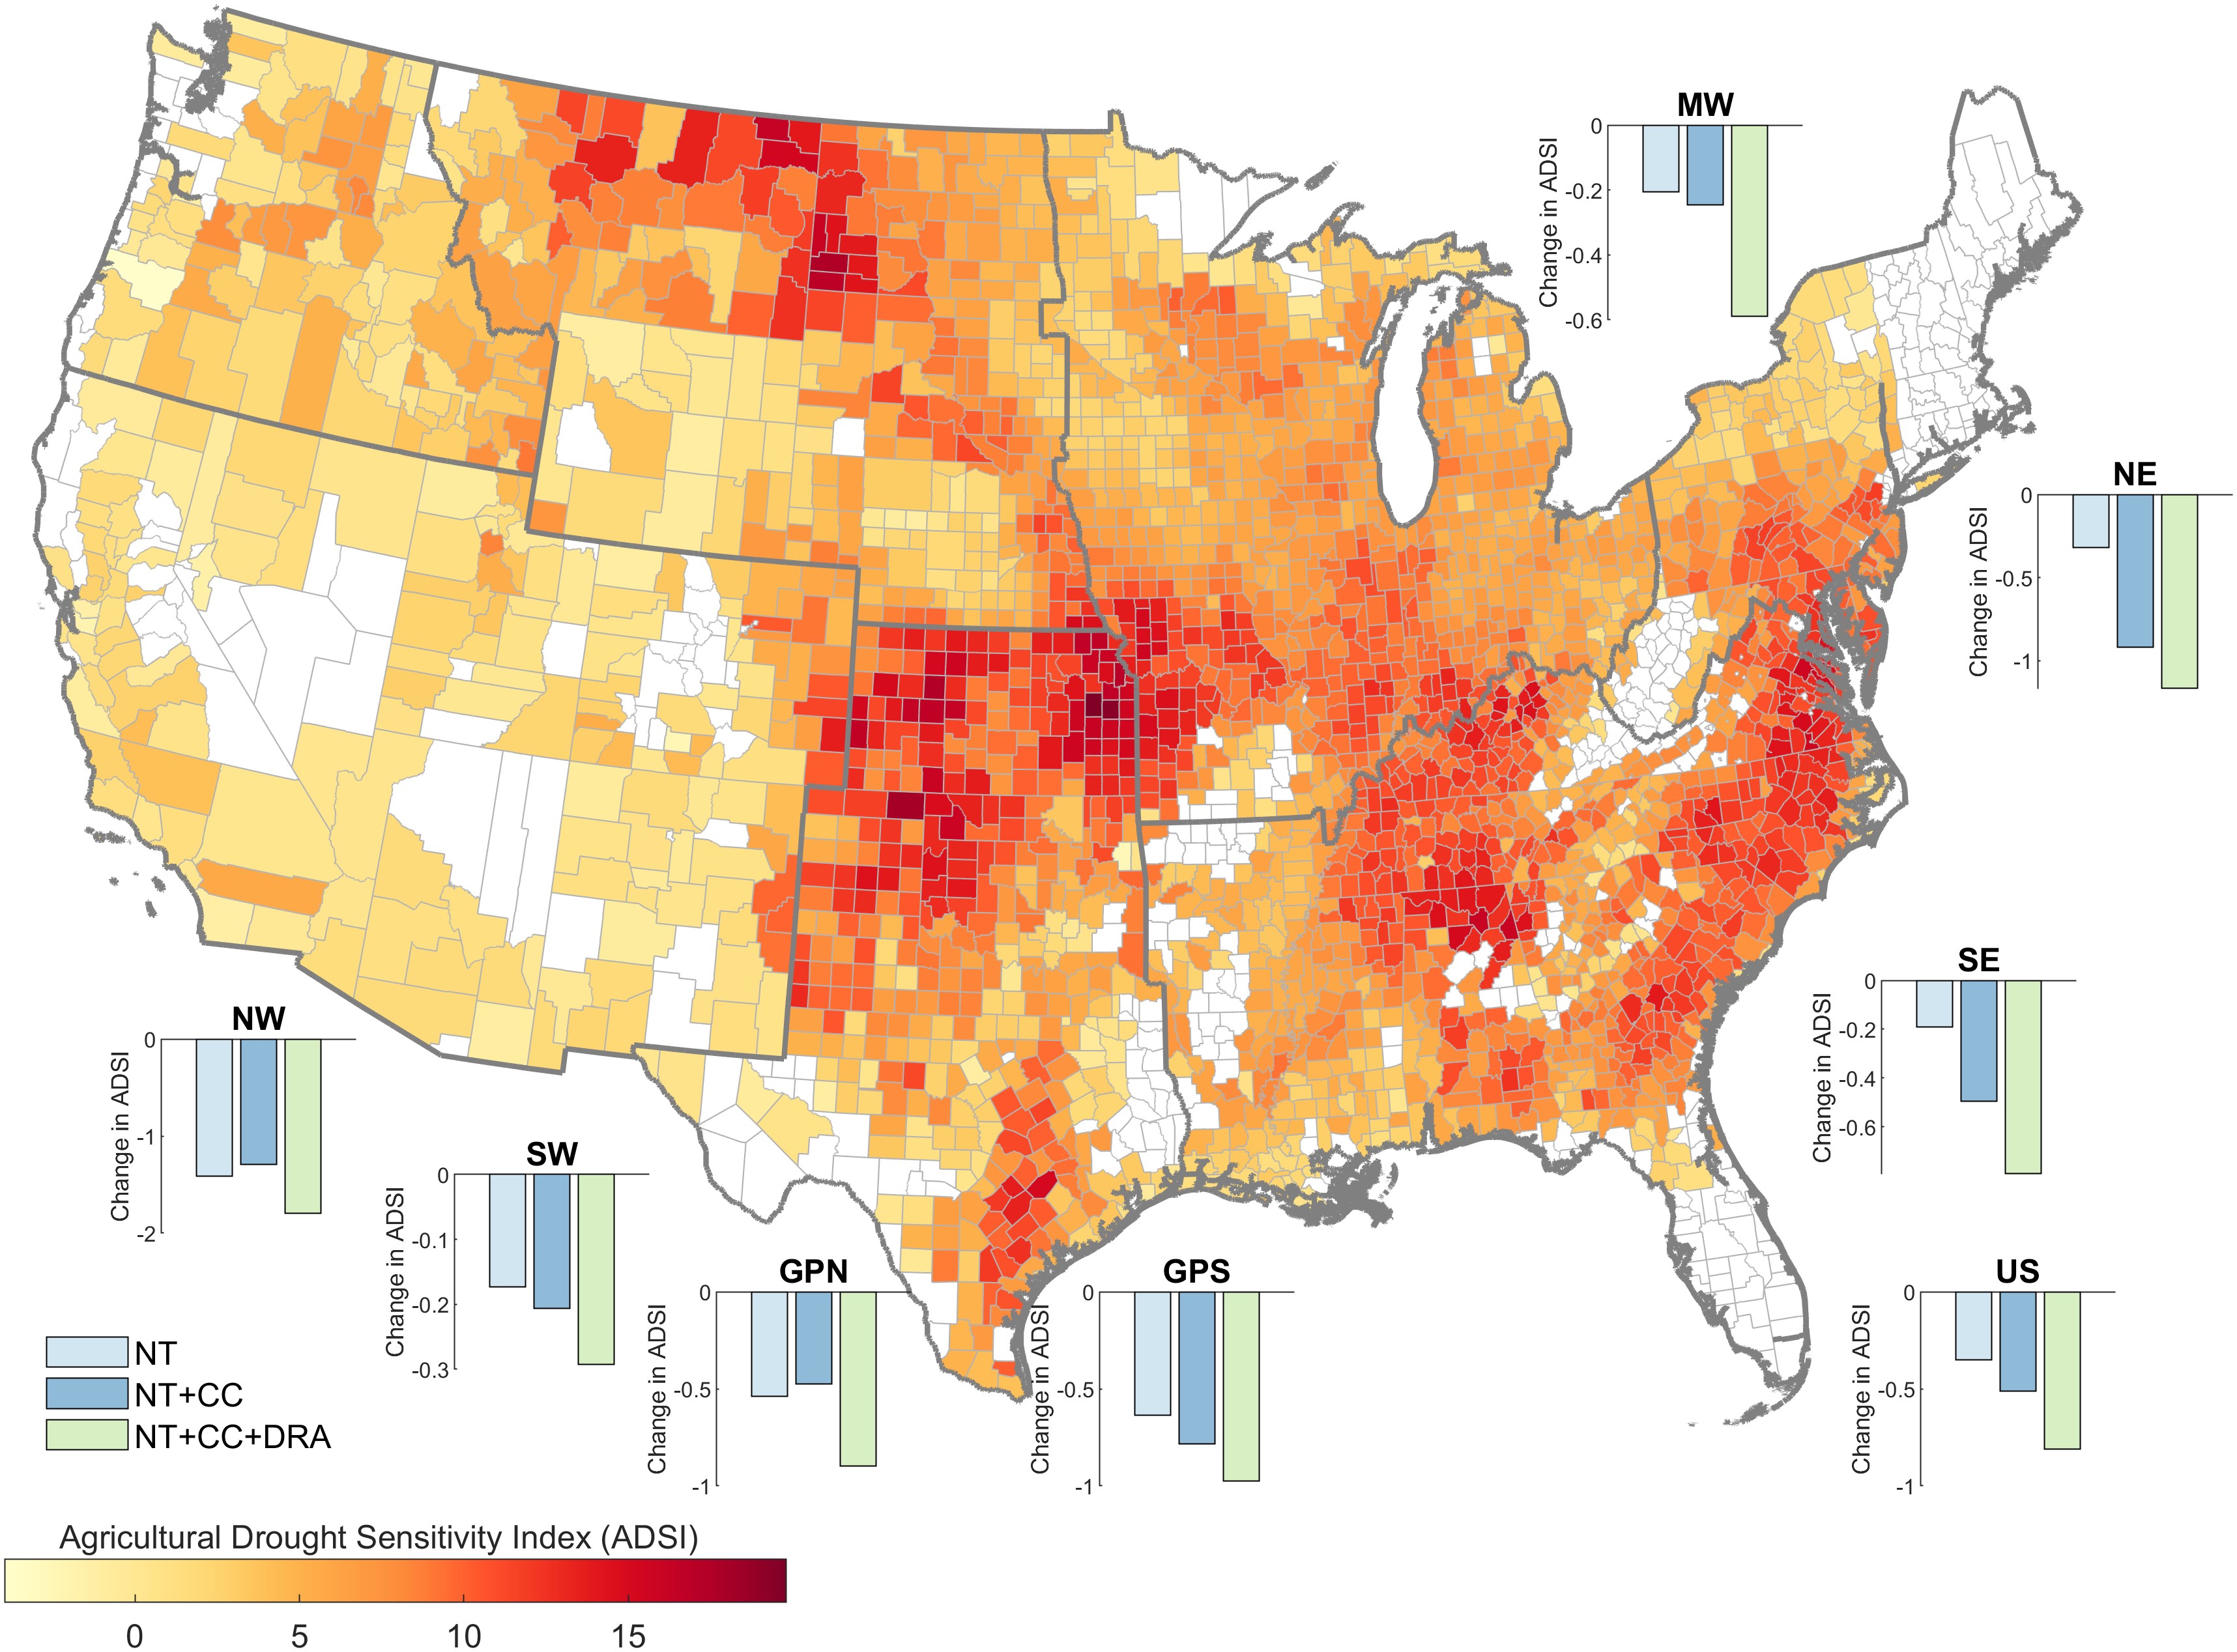 MW
Change in ADSI
0
-0.2
-0.4
-0.6
NE
Change in ADSI
0
-0.5
-1
SE
Change in ADSI
0
-0.2
-0.4
-0.6
NW
Change in ADSI
0
-1
-2
SW
Change in ADSI
0
-0.1
-0.2
-0.3
GPN
Change in ADSI
0
-0.5
-1
GPS
Change in ADSI
0
-0.5
-1
US
Change in ADSI
0
-0.5
-1
NT
NT+CC
NT+CC+DRA
Agricultural Drought Sensitivity Index (ADSI)
0 5 10 15